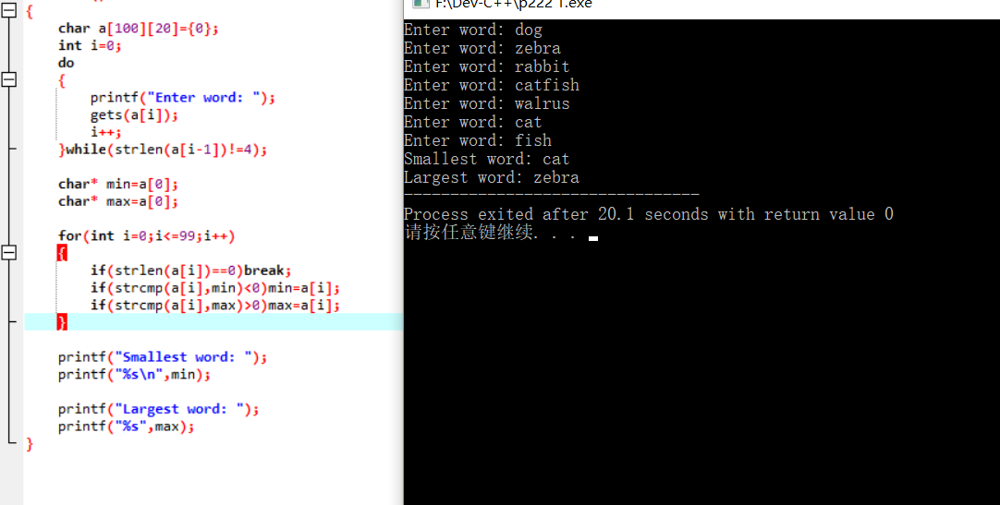 {
char a[100][20]={0};
int i=0;
do
{
printf("Enter word: ");
gets(a[i]);
i++;
}while(strlen(a[i-1])!=4);
char* min=a[0];
char* max=a[0];
for(int i=0;i<=99;i++)
{
if(strlen(a[i])==0)break;
if(strcmp(a[i],min)<0)min=a[i];
if(strcmp(a[i],max)>0)max=a[i];
}
printf("Smallest word: ");
printf("%s\n",min);
printf("Largest word: ");
printf("%s",max);
}
F:\Dev-C++\p222 1.exe
Enter word: dog
Enter word: zebra
Enter word: rabbit
Enter word: catfish
Enter word: walrus
Enter word: cat
Enter word: fish
Smallest word: cat
Largest word: zebra
--------------------------------
Process exited after 20.1 seconds with return value 0
请按任意键继续. . .